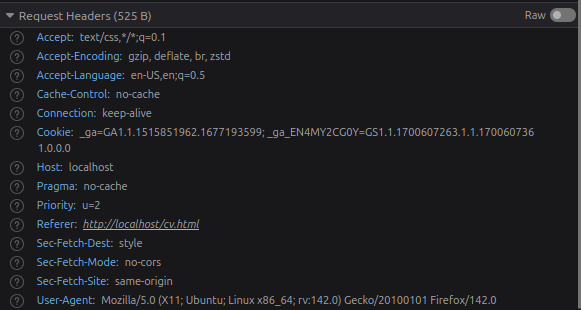 Request Headers (525 B)
Raw
? Accept: text/css,*/*;q=0.1
? Accept-Encoding: gzip, deflate, br, zstd
? Accept-Language: en-US,en;q=0.5
? Cache-Control: no-cache
? Connection: keep-alive
? Cookie: _ga=GA1.1.1515851962.1677193599; _ga_EN4MY2CG0Y=GS1.1.1700607263.1.1.170060736
1.0.0.0
? Host: localhost
? Pragma: no-cache
? Priority: u=2
? Referer: http://localhost/cv.html
? Sec-Fetch-Dest: style
? Sec-Fetch-Mode: no-cors
? Sec-Fetch-Site: same-origin
? User-Agent: Mozilla/5.0 (X11; Ubuntu; Linux x86_64; rv:142.0) Gecko/20100101 Firefox/142.0